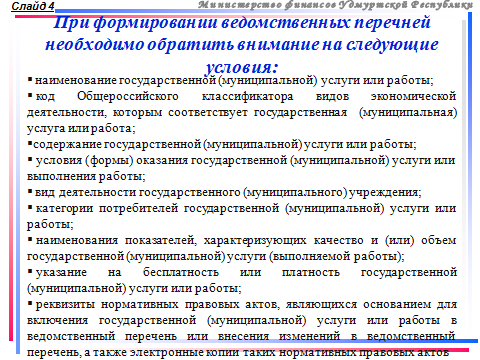 Слайд 4
Министерство финансов Удмуртской Республики
При формировании ведомственных перечней
необходимо обратить внимание на следующие
условия:
▪ наименование государственной (муниципальной) услуги или работы;
▪ код Общероссийского классификатора видов экономической
деятельности, которым соответствует государственная (муниципальная)
услуга или работа;
▪содержание государственной (муниципальной) услуги или работы;
▪ условия (формы) оказания государственной (муниципальной) услуги или
выполнения работы;
▪ вид деятельности государственного (муниципального) учреждения;
▪ категории потребителей государственной (муниципальной) услуги или
работы;
▪ наименования показателей, характеризующих качество и (или) объем
государственной (муниципальной) услуги (выполняемой работы);
▪ указание на бесплатность или платность государственной
(муниципальной) услуги или работы;
▪ реквизиты нормативных правовых актов, являющихся основанием для
включения государственной (муниципальной) услуги или работы в
ведомственный перечень или внесения изменений в ведомственный
перечень, а также электронные копии таких нормативных правовых актов